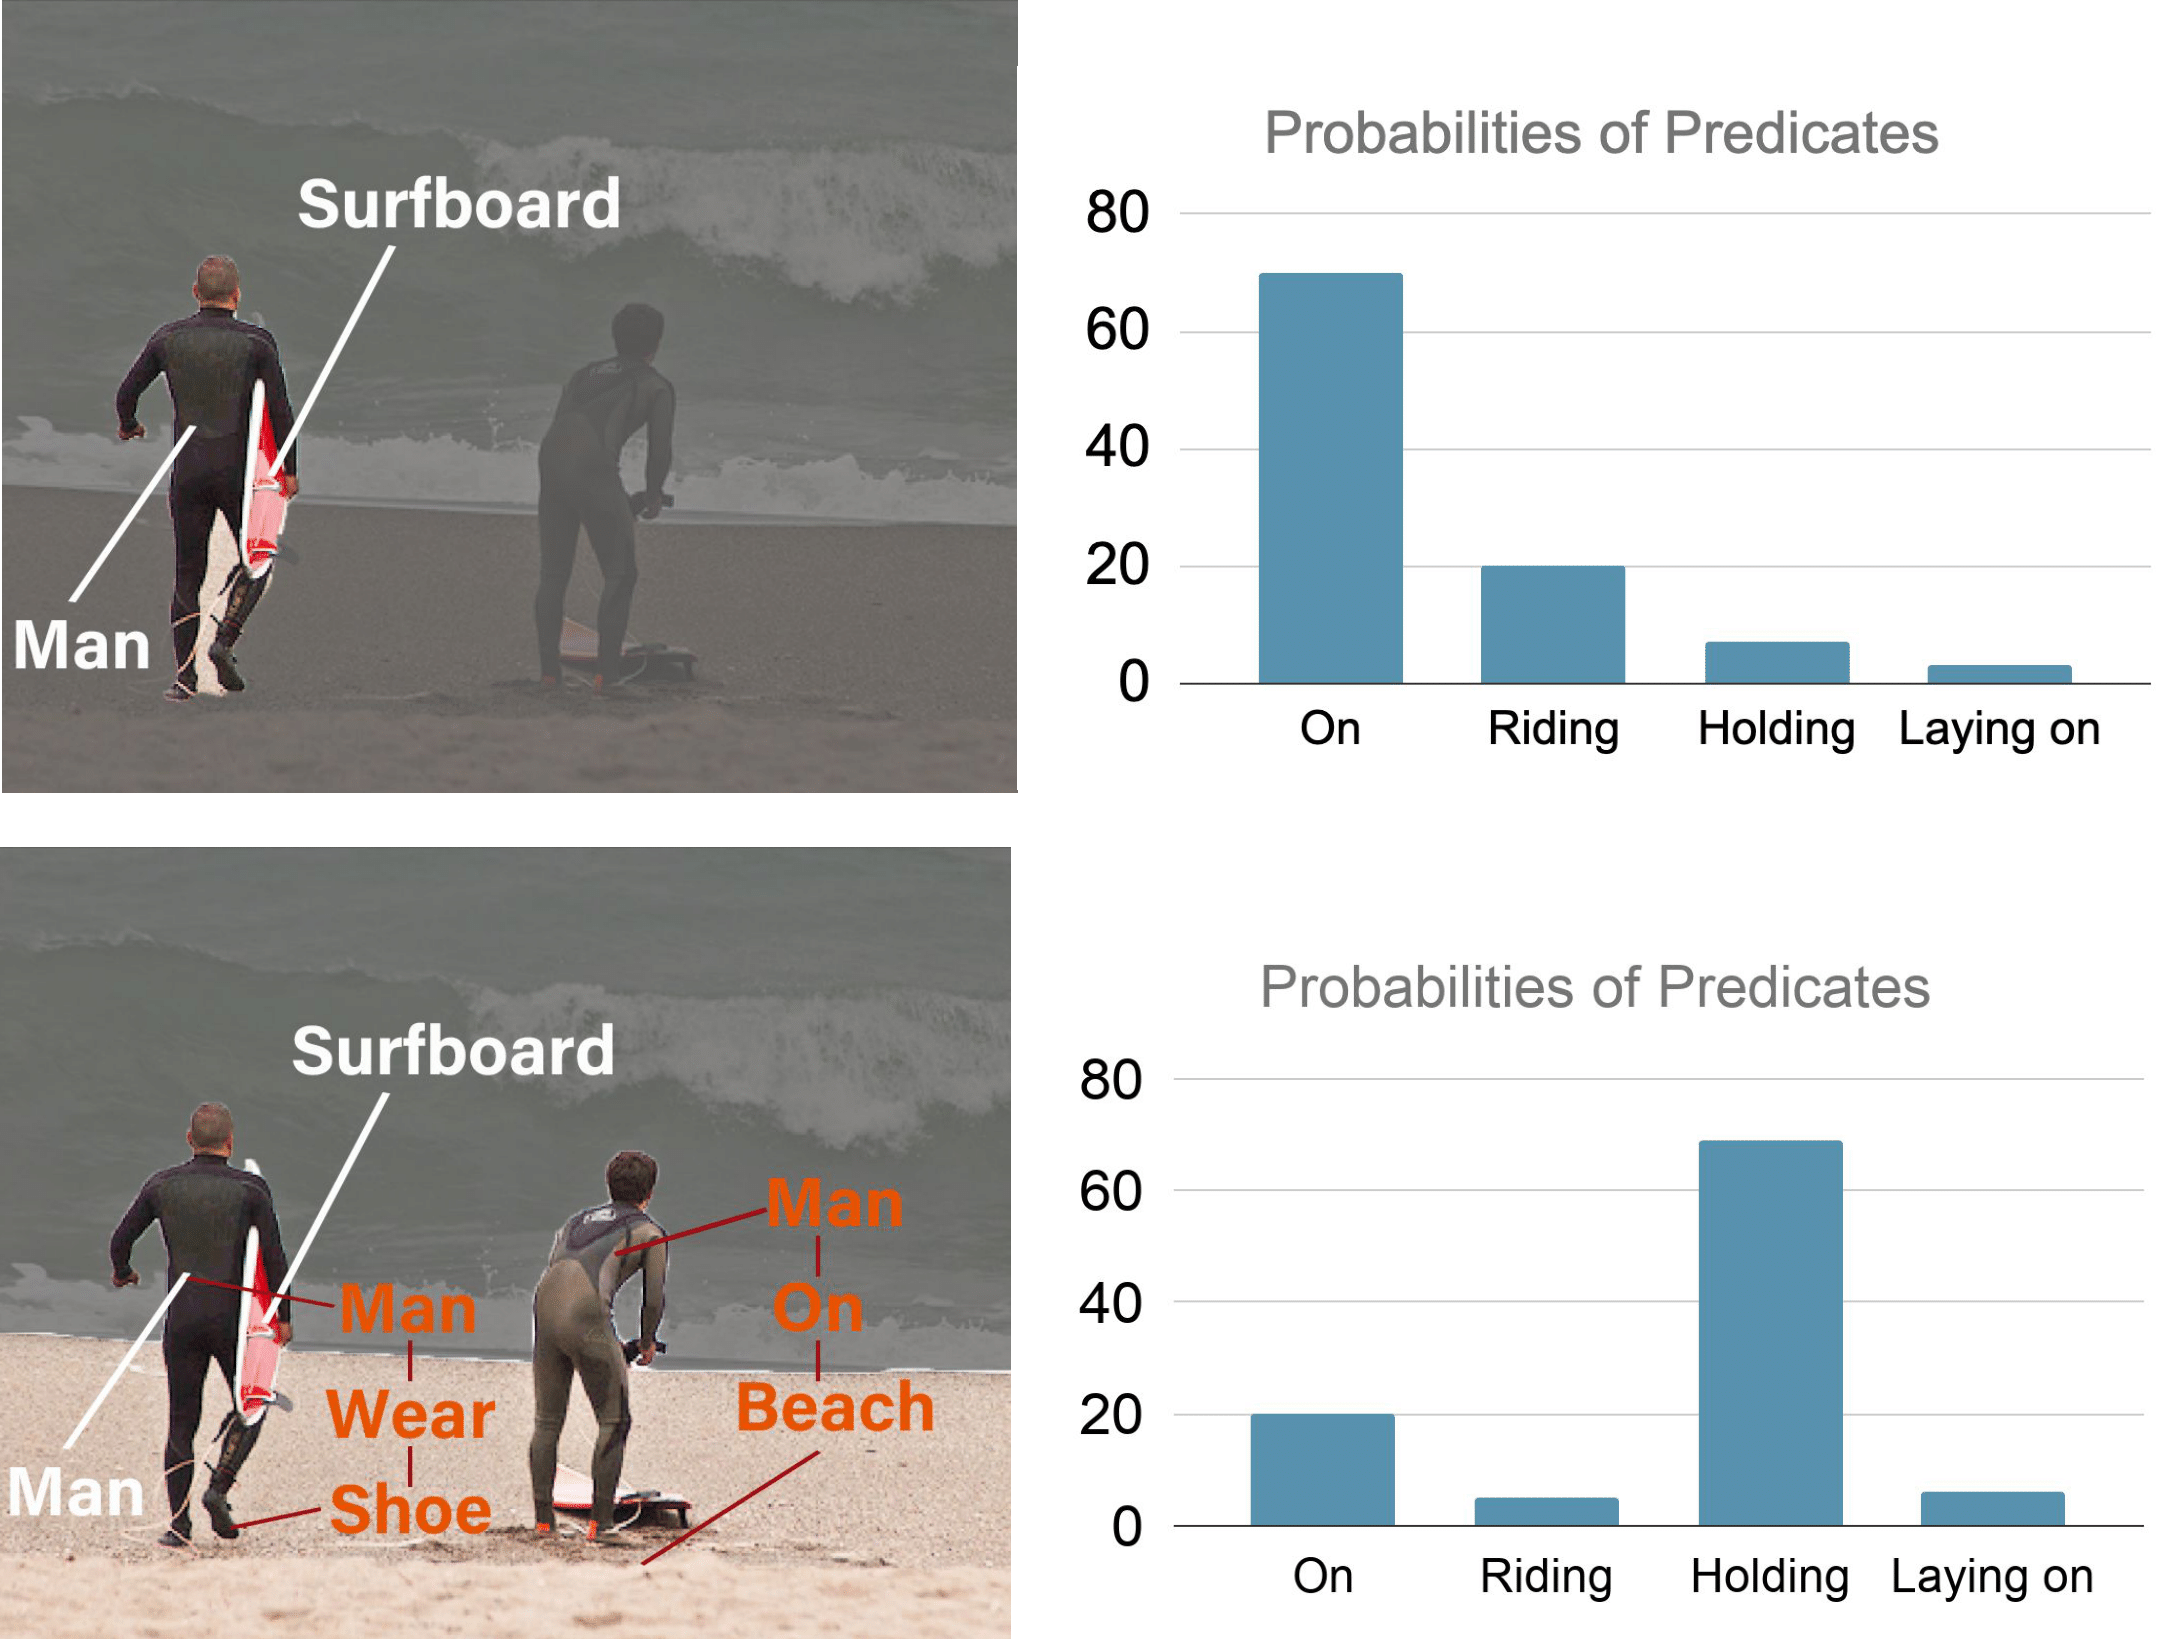 Surfboard
Man
Probabilities of Predicates
80
60
40
20
0
On Riding Holding Laying on
Surfboard
Man
Man
Wear
Shoe
Man
On
Beach
Probabilities of Predicates
80
60
40
20
0
On Riding Holding Laying on